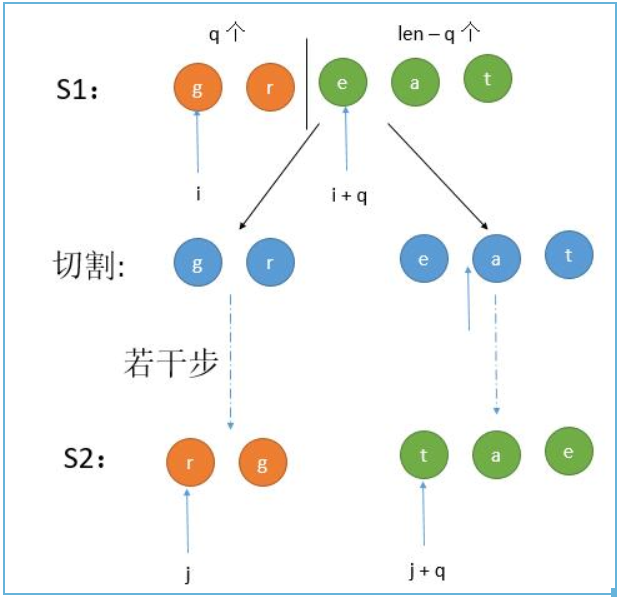 q 个 len – q 个
S1： g r e a t
i i + q
切割: g r e a t
若干步
S2： r g t a e
j j + q